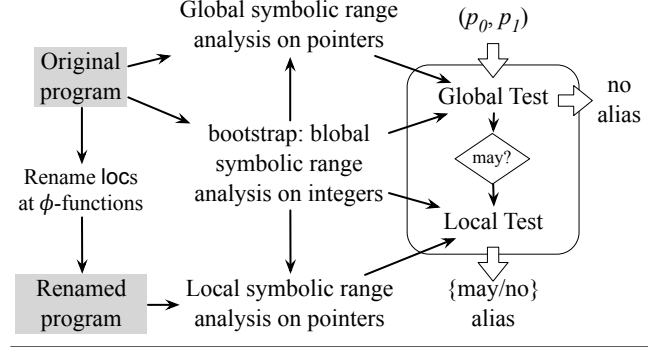 Global symbolic range
analysis on pointers
(p0, p1)
Original
program
Global Test
no
alias
bootstrap: blobal
symbolic range
analysis on integers
may?
Rename locs
at ϕ-functions
Local Test
Renamed
program
Local symbolic range
analysis on pointers
{may/no}
alias